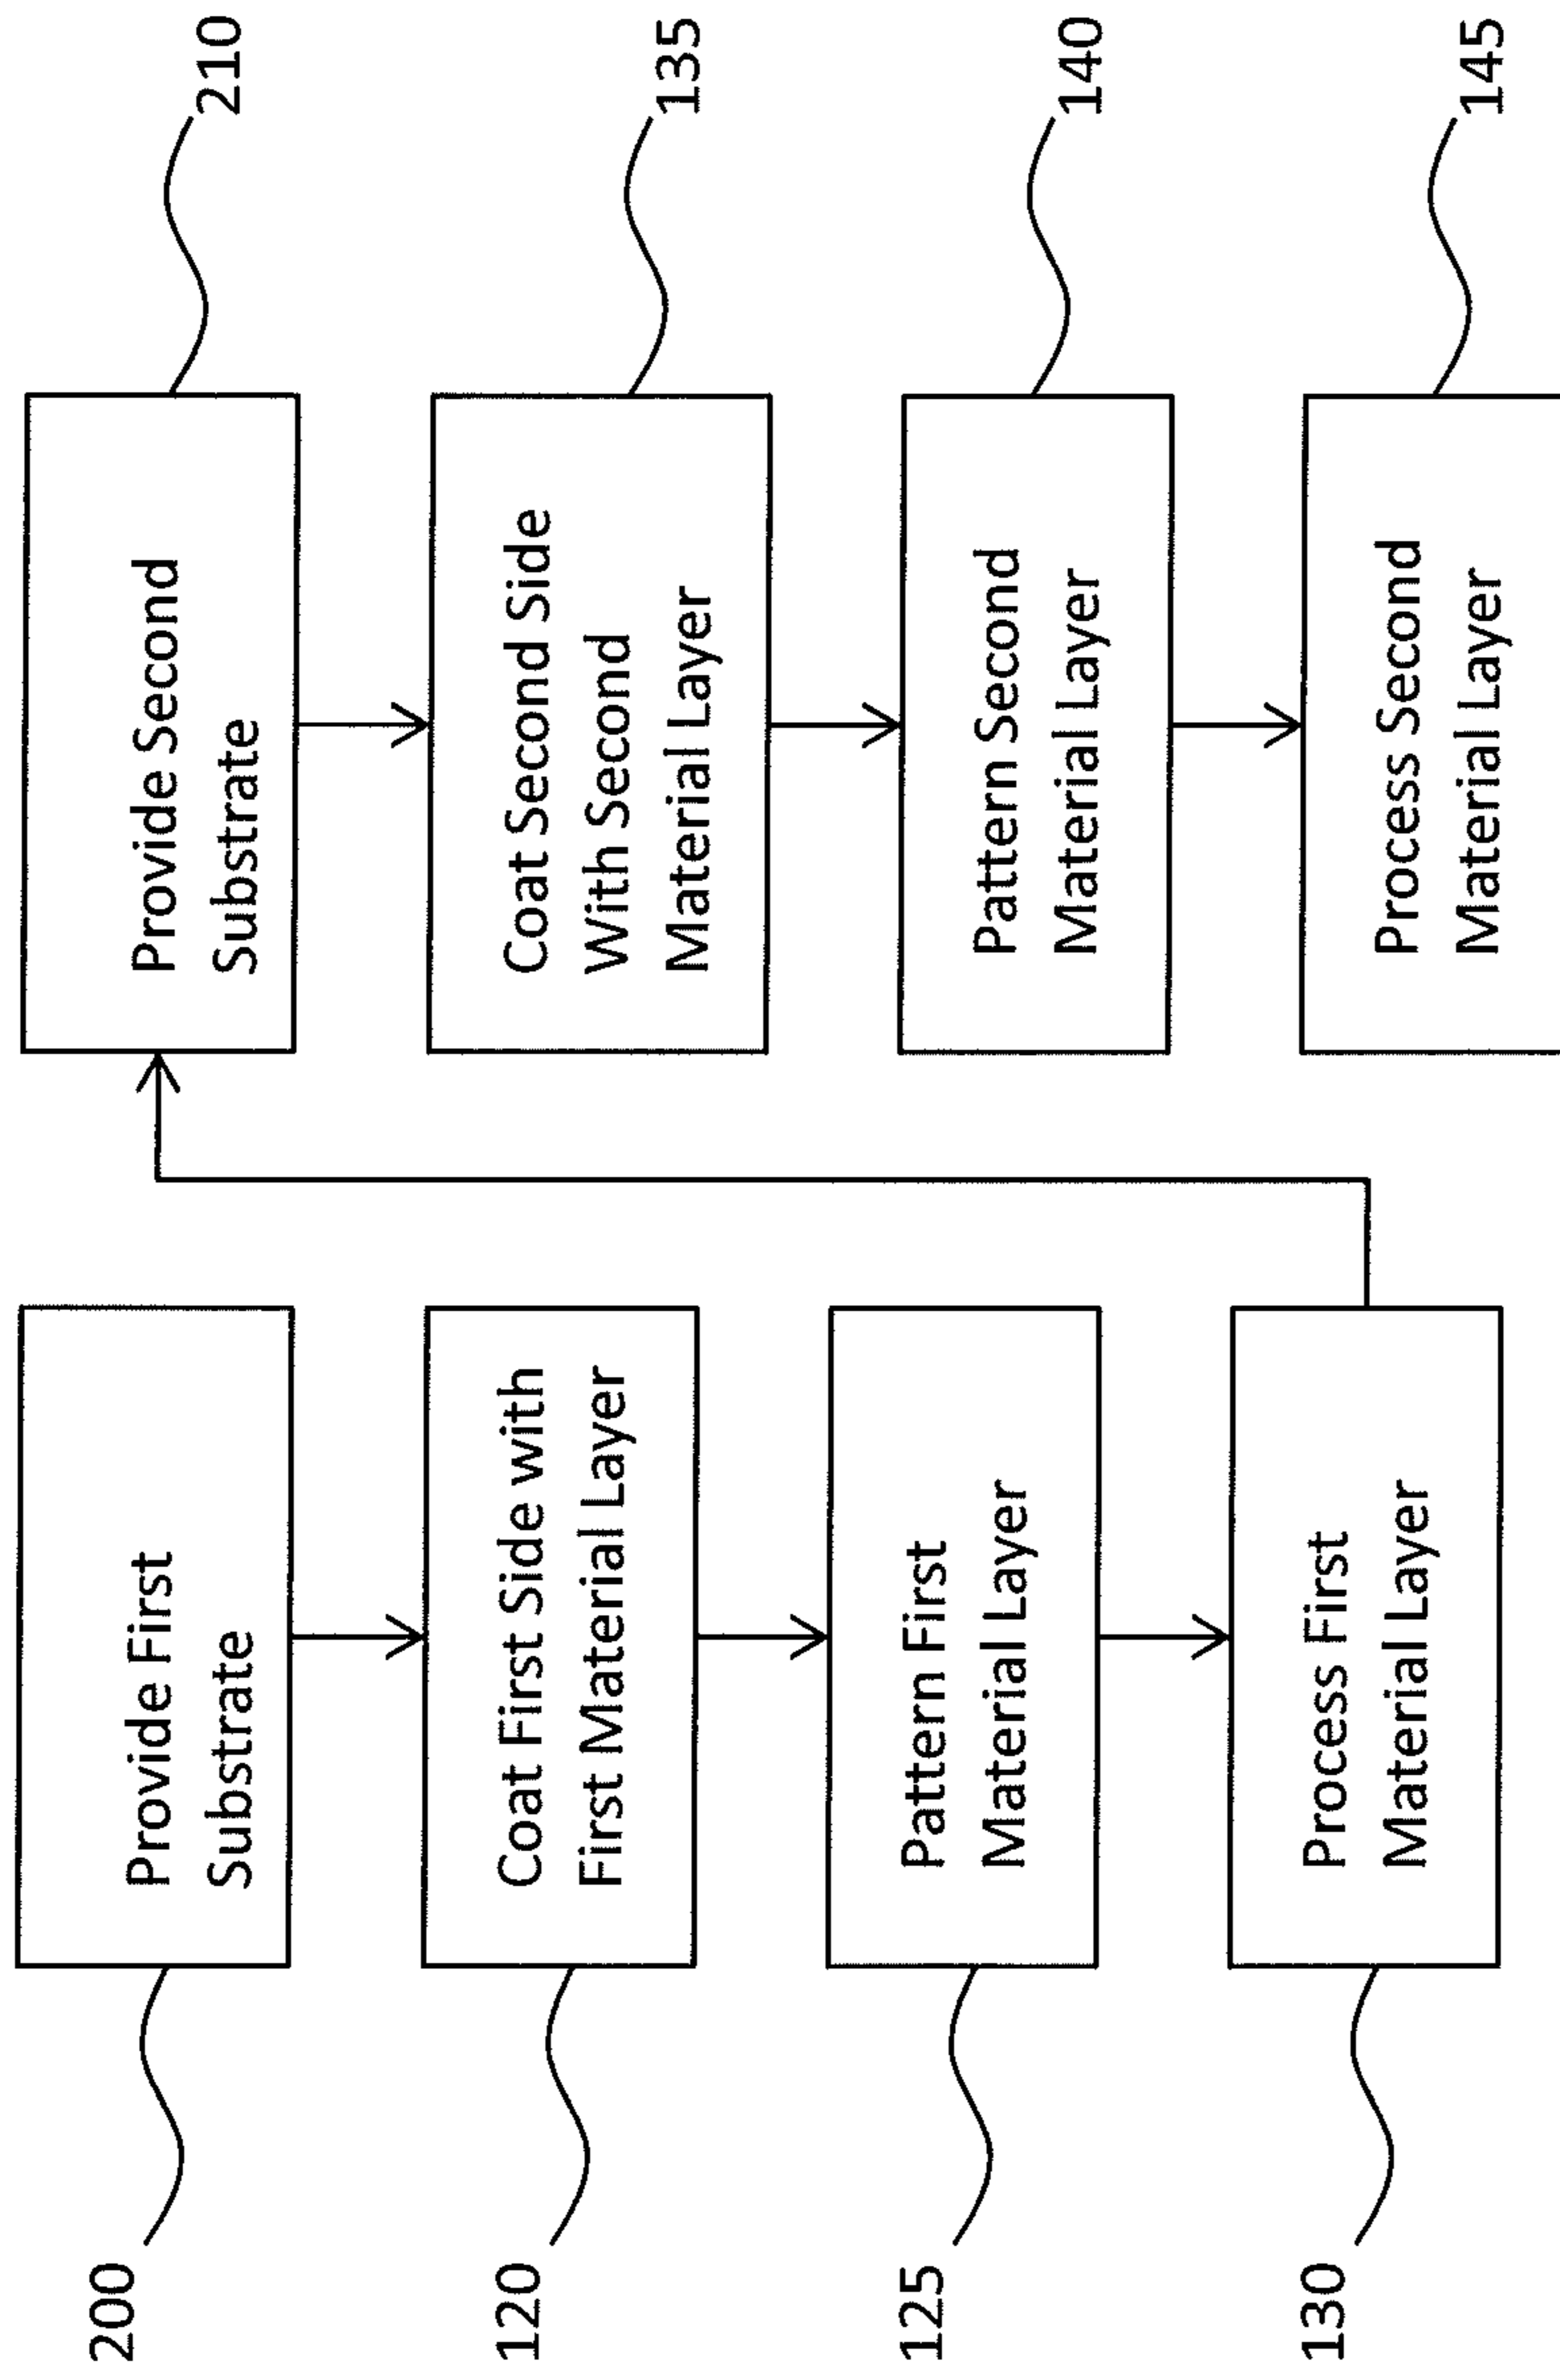 200
Provide First
Substrate
120
Coat First Side with
First Material Layer
125
Pattern First
Material Layer
130
Process First
Material Layer
Provide Second
Substrate
210
Coat Second Side
With Second
Material Layer
135
Pattern Second
Material Layer
140
Process Second
Material Layer
145